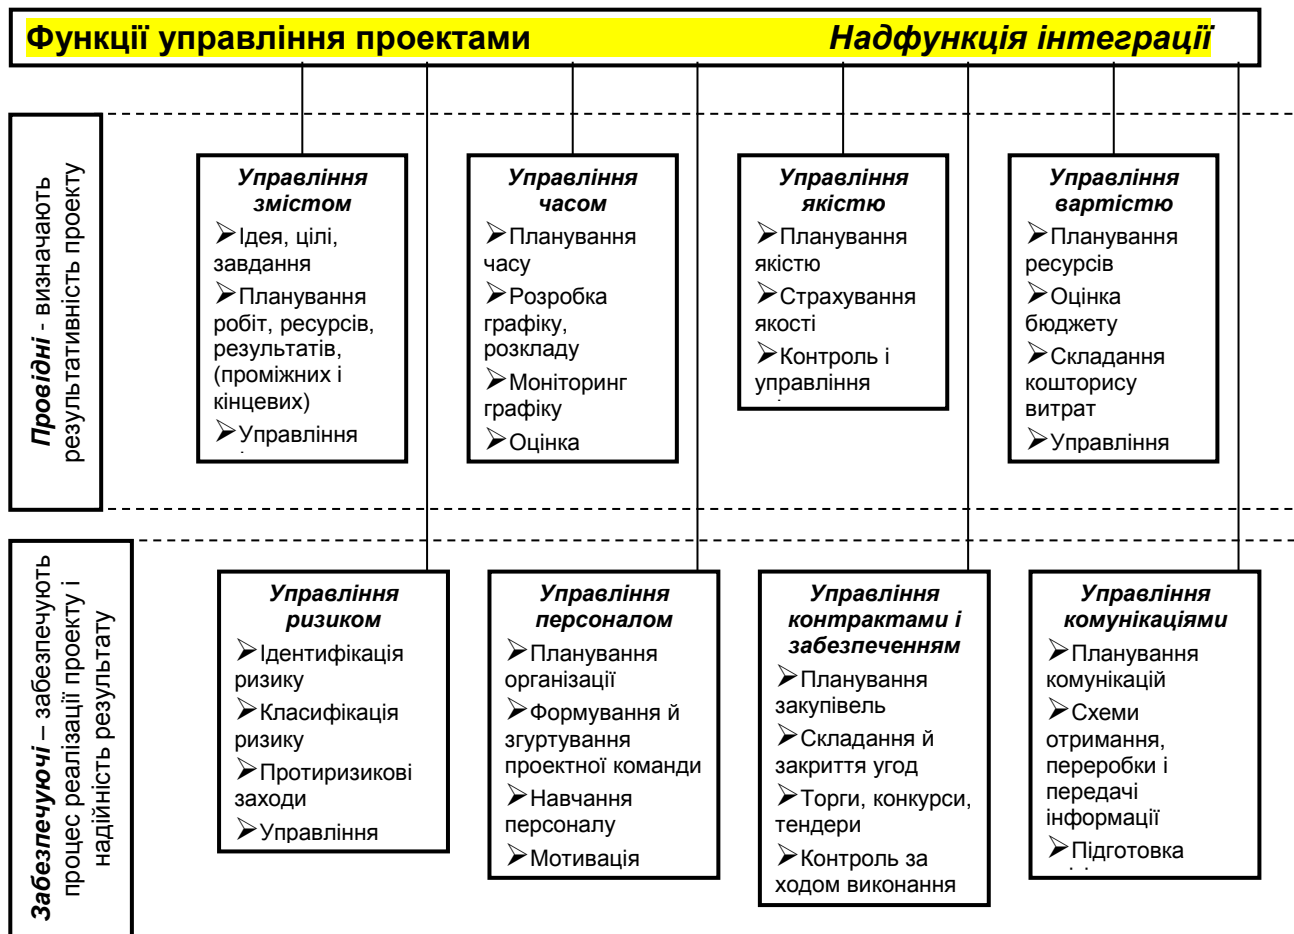 Функції управління проектами Надфункція інтеграції
Провідні - визначають
результативність проекту
Управління
змістом
➢Ідея, цілі,
завдання
➢Планування
робіт, ресурсів,
результатів,
(проміжних і
кінцевих)
➢Управління
Управління
часом
➢Планування
часу
➢Розробка
графіку,
розкладу
➢Моніторинг
графіку
➢Оцінка
Управління
якістю
➢Планування
якістю
➢Страхування
якості
➢Контроль і
управління
Управління
вартістю
➢Планування
ресурсів
➢Оцінка
бюджету
➢Складання
кошторису
витрат
➢Управління
Забезпечуючі – забезпечують
процес реалізації проекту і
надійність результату
Управління
ризиком
➢Ідентифікація
ризику
➢Класифікація
ризику
➢Протиризикові
заходи
➢Управління
Управління
персоналом
➢Планування
організації
➢Формування й
згуртування
проектної команди
➢Навчання
персоналу
➢Мотивація
Управління
контрактами і
забезпеченням
➢Планування
закупівель
➢Складання й
закриття угод
➢Торги, конкурси,
тендери
➢Контроль за
ходом виконання
Управління
комунікаціями
➢Планування
комунікацій
➢Схеми
отримання,
переробки і
передачі
інформації
➢Підготовка